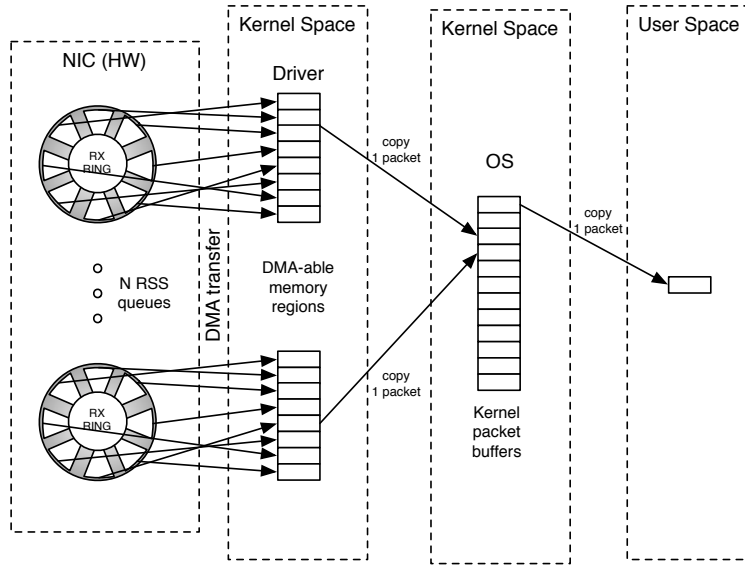 Kernel Space
Kernel Space
User Space
NIC (HW)
Driver
RX
RING
copy
1 packet
OS
copy
1 packet
N RSS
queues
DMA transfer
DMA-able
memory
regions
copy
1 packet
RX
RING
Kernel
packet
buffers